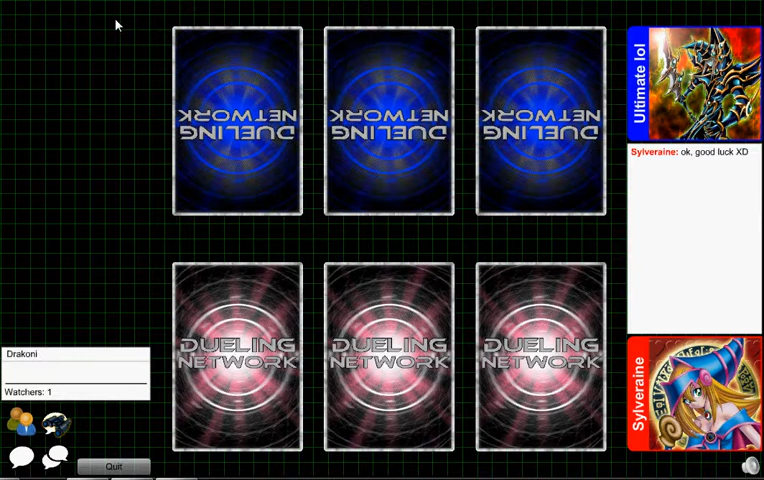 DUELING
NETWORK
DUELING
NETWORK
DUELING
NETWORK
Ultimate lol
Sylveraine: ok, good luck XD
DUELING
NETWORK
DUELING
NETWORK
DUELING
NETWORK
Sylveraine
Drakoni
Watchers: 1
Quit